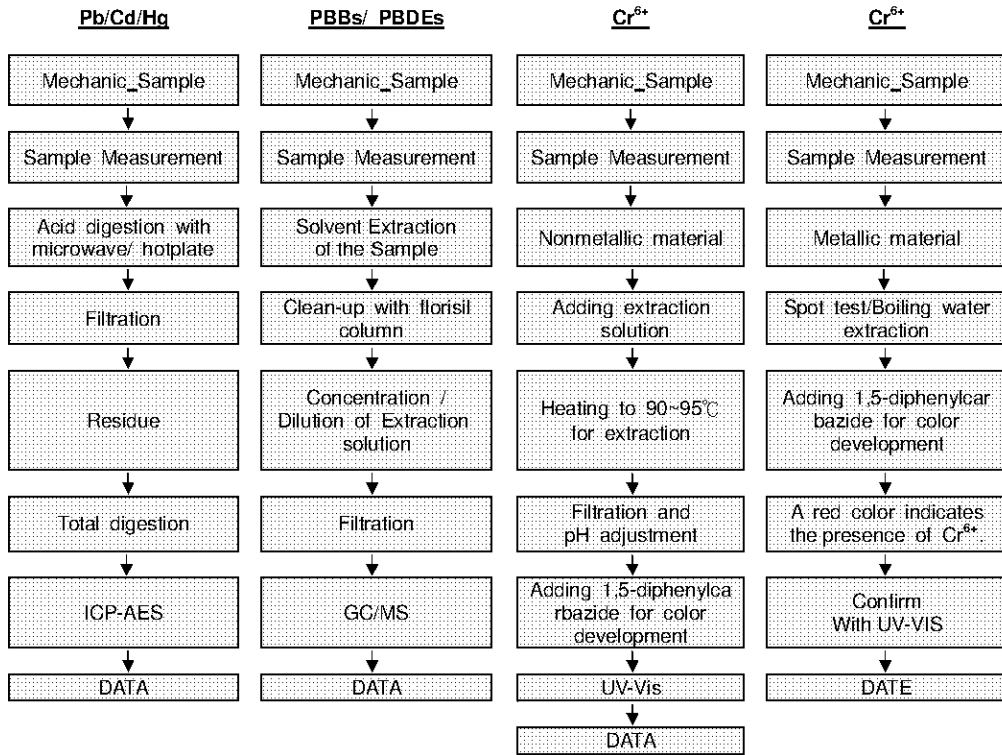 Pb/Cd/Hg
Mechanic_Sample
Sample Measurement
Acid digestion with
microwave/ hotplate
Filtration
Residue
Total digestion
ICP-AES
DATA
PBBs/ PBDEs
Mechanic_Sample
Sample Measurement
Solvent Extraction
of the Sample
Clean-up with florisil
column
Concentration /
Dilution of Extraction
solution
Filtration
GC/MS
DATA
Cr⁶⁺
Mechanic_Sample
Sample Measurement
Nonmetallic material
Adding extraction
solution
Heating to 90~95℃
for extraction
Filtration and
pH adjustment
Adding 1,5-diphenylca
rbazide for color
development
UV-Vis
DATA
Cr⁶⁺
Mechanic_Sample
Sample Measurement
Metallic material
Spot test/Boiling water
extraction
Adding 1,5-diphenylcar
bazide for color
development
A red color indicates
the presence of Cr⁶⁺.
Confirm
With UV-VIS
DATE